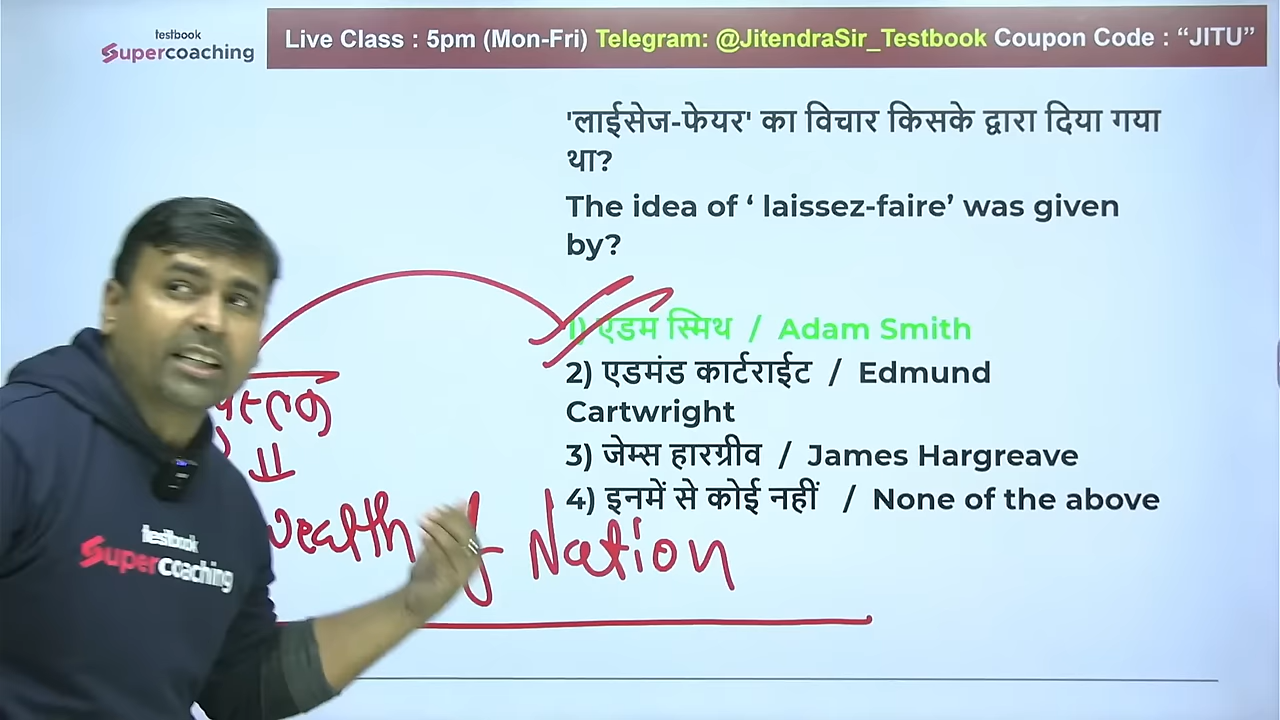 testbook
Supercoaching
Live Class : 5pm (Mon-Fri) Telegram: @JitendraSir_Testbook Coupon Code : “JITU”
'लाईसेज-फेयर' का विचार किसके द्वारा दिया गया
था?
The idea of ‘ laissez-faire’ was given
by?
1) एडम स्मिथ / Adam Smith
2) एडमंड कार्टराईट / Edmund
Cartwright
3) जेम्स हारग्रीव / James Hargreave
4) इनमें से कोई नहीं / None of the above
wealth of Nation
testbook
Supercoaching